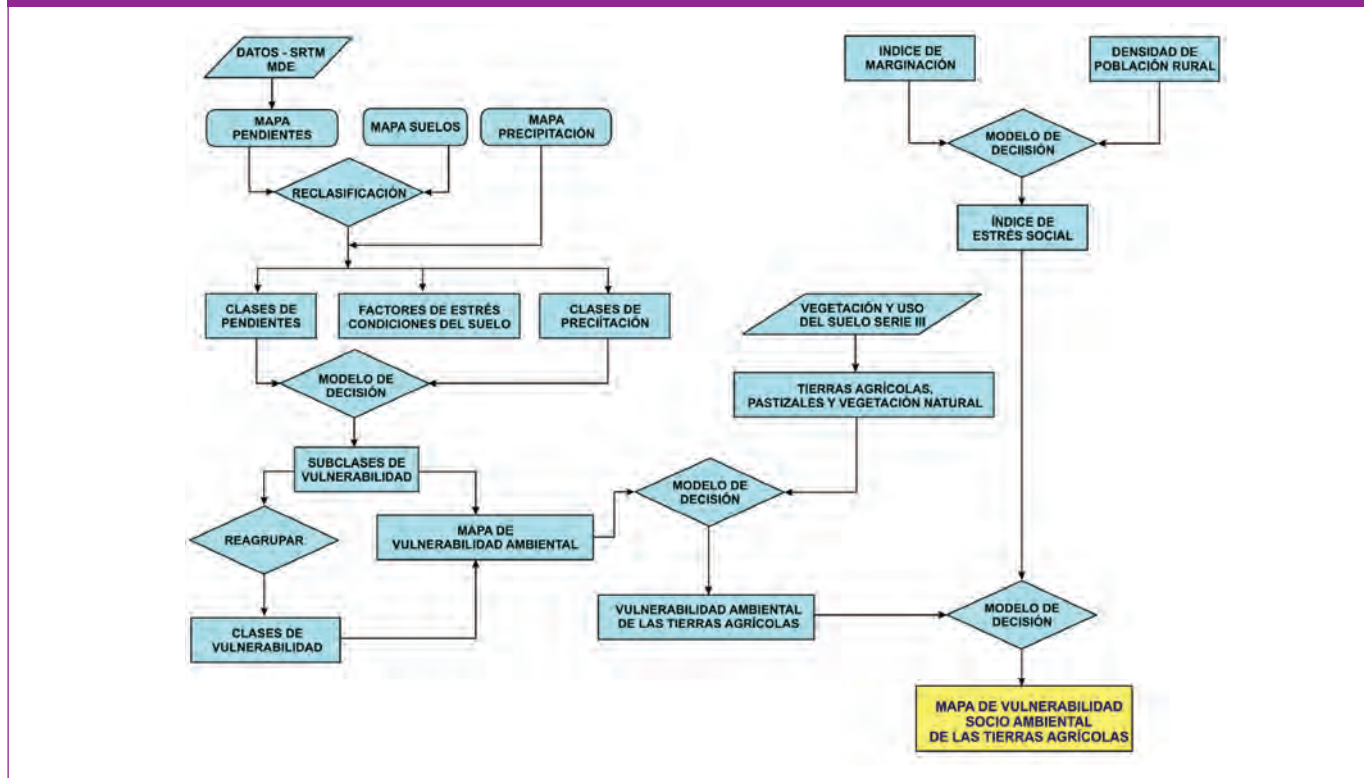 DATOS - SRTM
MDE
MAPA
PENDIENTES
MAPA SUELOS
MAPA
PRECIPITACIÓN
RECLASIFICACIÓN
CLASES DE
PENDIENTES
FACTORES DE ESTRÉS
CONDICIONES DEL SUELO
CLASES DE
PRECIÍTACIÓN
MODELO DE
DECISIÓN
SUBCLASES DE
VULNERABILIDAD
REAGRUPAR
MAPA DE
VULNERABILIDAD AMBIENTAL
CLASES DE
VULNERABILIDAD
VEGETACIÓN Y USO
DEL SUELO SERIE III
TIERRAS AGRÍCOLAS,
PASTIZALES Y VEGETACIÓN NATURAL
MODELO DE
DECISIÓN
VULNERABILIDAD AMBIENTAL
DE LAS TIERRAS AGRÍCOLAS
INDICE DE
MARGINACIÓN
DENSIDAD DE
POBLACIÓN RURAL
MODELO DE
DECIISIÓN
ÍNDICE DE
ESTRÉS SOCIAL
MODELO DE
DECISIÓN
MAPA DE VULNERABILIDAD
SOCIO AMBIENTAL
DE LAS TIERRAS AGRÍCOLAS